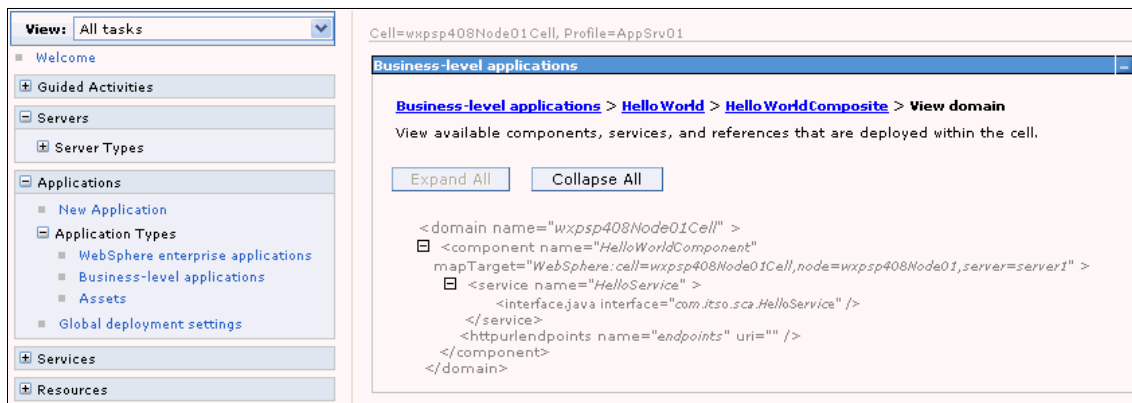 View: All tasks
Welcome
Guided Activities
Servers
Server Types
Applications
New Application
Application Types
WebSphere enterprise applications
Business-level applications
Assets
Global deployment settings
Services
Resources
Cell=wxpsp408Node01Cell, Profile=AppSrv01
Business-level applications
Business-level applications > HelloWorld > HelloWorldComposite > View domain
View available components, services, and references that are deployed within the cell.
Expand All Collapse All
<domain name="wxpsp408Node01Cell" >
<component name="HelloWorldComponent"
mapTarget="WebSphere:cell=wxpsp408Node01Cell,node=wxpsp408Node01,server=server1" >
<service name="HelloService" >
<interface.java interface="com.itso.sca.HelloService" />
</service>
<httpurlendpoints name="endpoints" uri="" />
</component>
</domain>